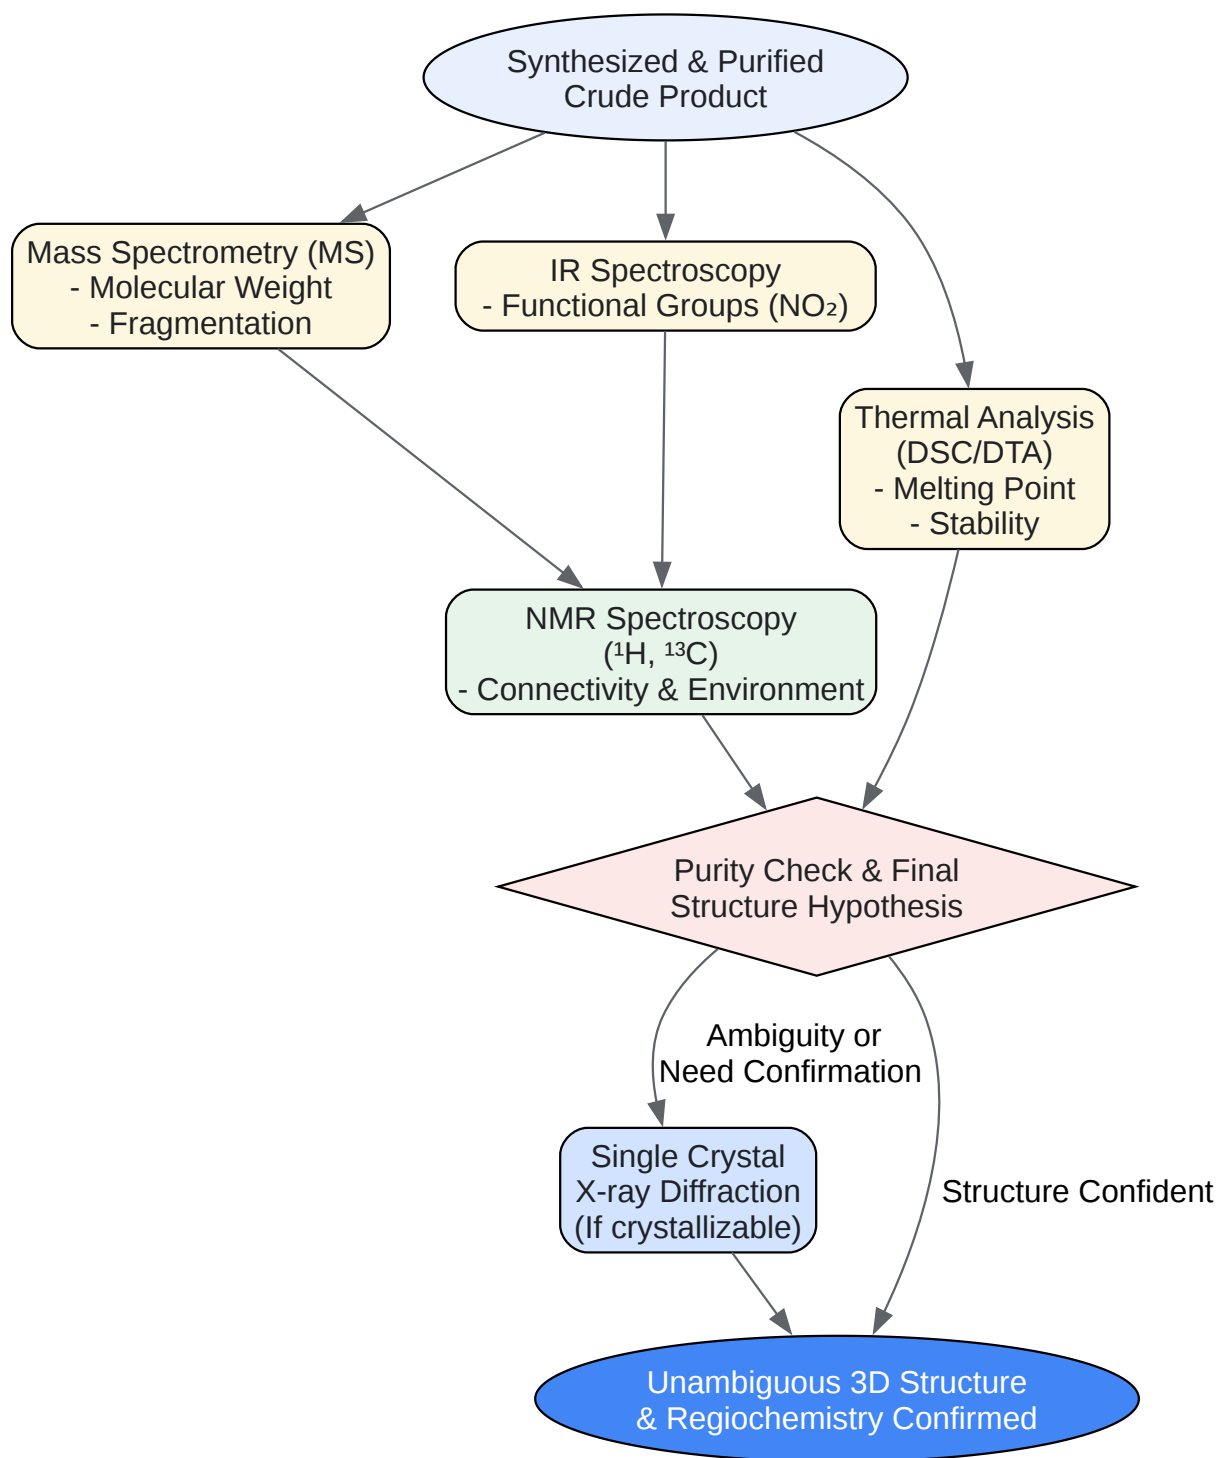 Synthesized & Purified
Crude Product
Mass Spectrometry (MS)
- Molecular Weight
- Fragmentation
IR Spectroscopy
- Functional Groups (NO₂)
Thermal Analysis
(DSC/DTA)
- Melting Point
- Stability
NMR Spectroscopy
(¹H, ¹³C)
- Connectivity & Environment
Purity Check & Final
Structure Hypothesis
Ambiguity or
Need Confirmation
Single Crystal
X-ray Diffraction
(If crystallizable)
Structure Confident
Unambiguous 3D Structure
& Regiochemistry Confirmed